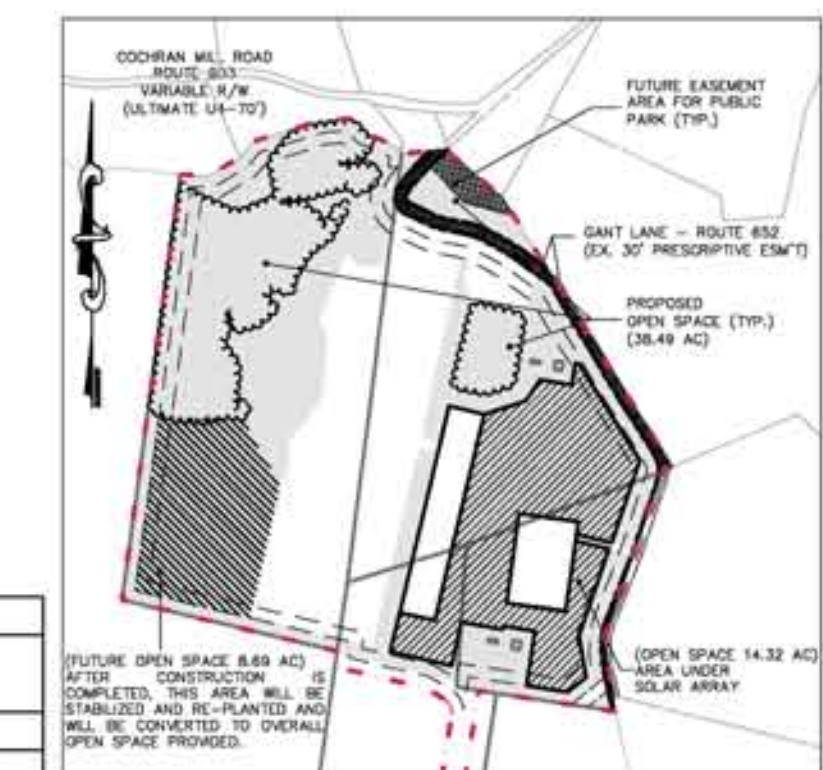 COCHRAN MILL ROAD
ROUTE 803
VARIABLE R/W
(ULTIMATE U4-70')
FUTURE EASEMENT
AREA FOR PUBLIC
PARK (TYP.)
GANT LANE - ROUTE 652
(EX. 30' PRESCRIPTIVE ESM'T)
PROPOSED
OPEN SPACE (TYP.)
(38.49 AC)
(OPEN SPACE 14.32 AC)
AREA UNDER
SOLAR ARRAY
(FUTURE OPEN SPACE 8.69 AC)
AFTER CONSTRUCTION IS
COMPLETED, THIS AREA WILL BE
STABILIZED AND RE-PLANTED AND
WILL BE CONVERTED TO OVERALL
OPEN SPACE PROVIDED.